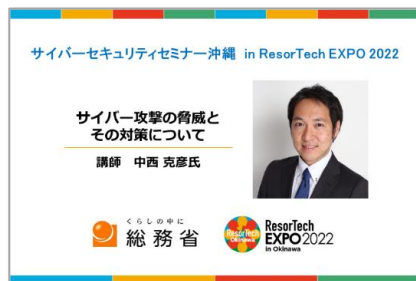 サイバーセキュリティセミナー沖縄 in ResorTech EXPO 2022
サイバー攻撃の脅威と
その対策について
講師 中西 克彦氏
くらしの中に
総務省
ResorTech
Okinawa
ResorTech
EXPO2022
in Okinawa